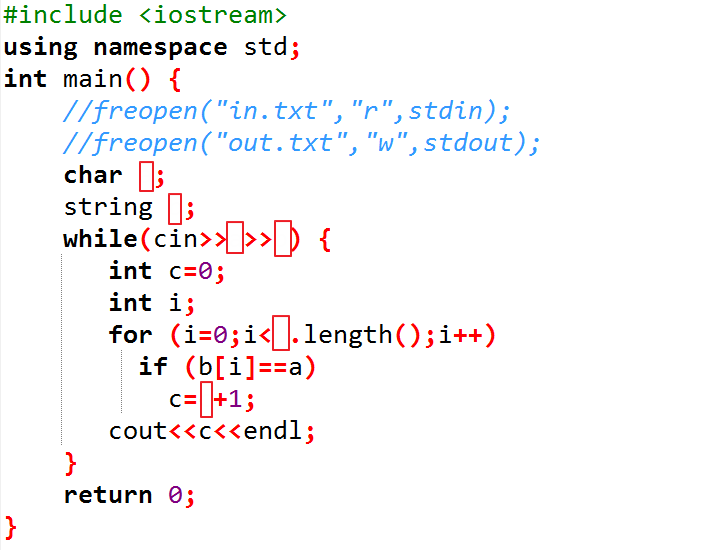 #include <iostream>
using namespace std;
int main() {
//freopen("in.txt","r",stdin);
//freopen("out.txt","w",stdout);
char ;
string ;
while(cin>> >> ) {
int c=0;
int i;
for (i=0;i< .length();i++)
if (b[i]==a)
c= +1;
cout<<c<<endl;
}
return 0;
}